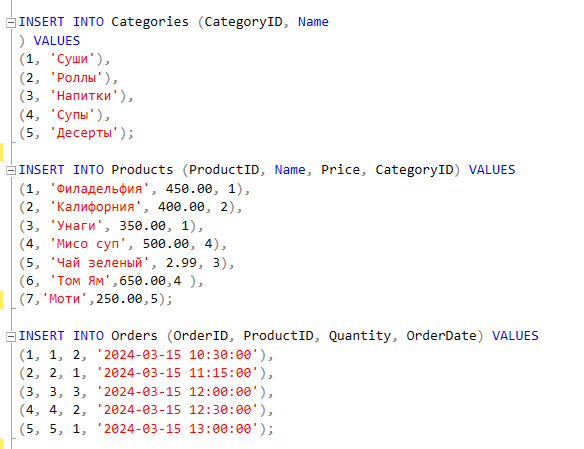 INSERT INTO Categories (CategoryID, Name
) VALUES
(1, 'Суши'),
(2, 'Роллы'),
(3, 'Напитки'),
(4, 'Супы'),
(5, 'Десерты');
INSERT INTO Products (ProductID, Name, Price, CategoryID) VALUES
(1, 'Филадельфия', 450.00, 1),
(2, 'Калифорния', 400.00, 2),
(3, 'Унаги', 350.00, 1),
(4, 'Мисо суп', 500.00, 4),
(5, 'Чай зеленый', 2.99, 3),
(6, 'Том Ям',650.00,4 ),
(7,'Моти',250.00,5);
INSERT INTO Orders (OrderID, ProductID, Quantity, OrderDate) VALUES
(1, 1, 2, '2024-03-15 10:30:00'),
(2, 2, 1, '2024-03-15 11:15:00'),
(3, 3, 3, '2024-03-15 12:00:00'),
(4, 4, 2, '2024-03-15 12:30:00'),
(5, 5, 1, '2024-03-15 13:00:00');